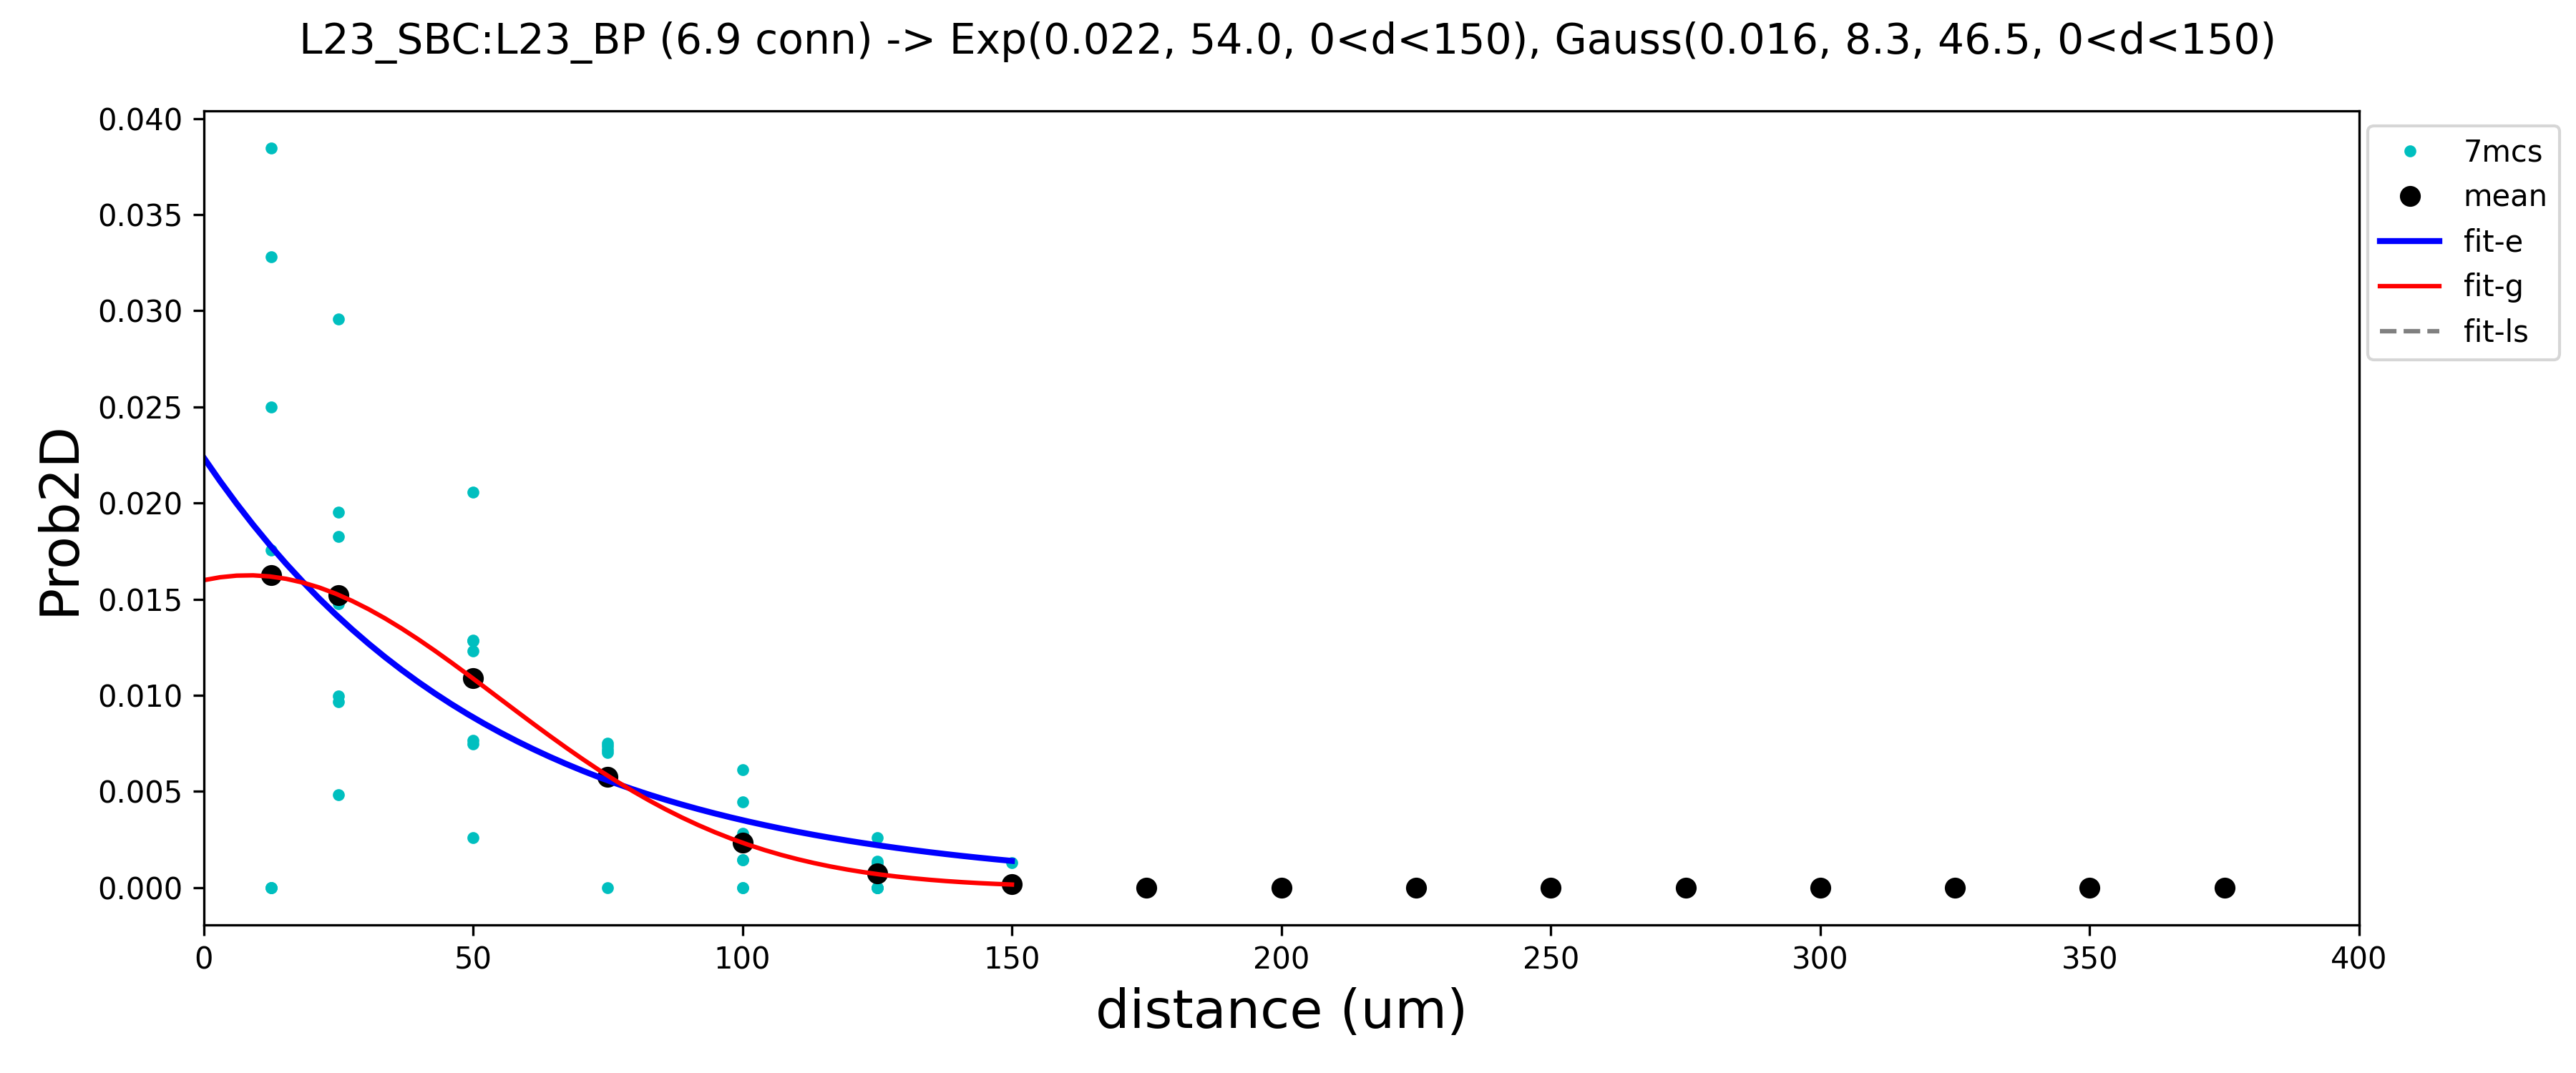 L23_SBC:L23_BP (6.9 conn) -> Exp(0.022, 54.0, 0<d<150), Gauss(0.016, 8.3, 46.5, 0<d<150)
0.040
0.035
0.030
0.025
0.020
0.015
0.010
0.005
0.000
Prob2D
0 50 100 150 200 250 300 350 400
distance (um)
7mcs
mean
fit-e
fit-g
fit-ls